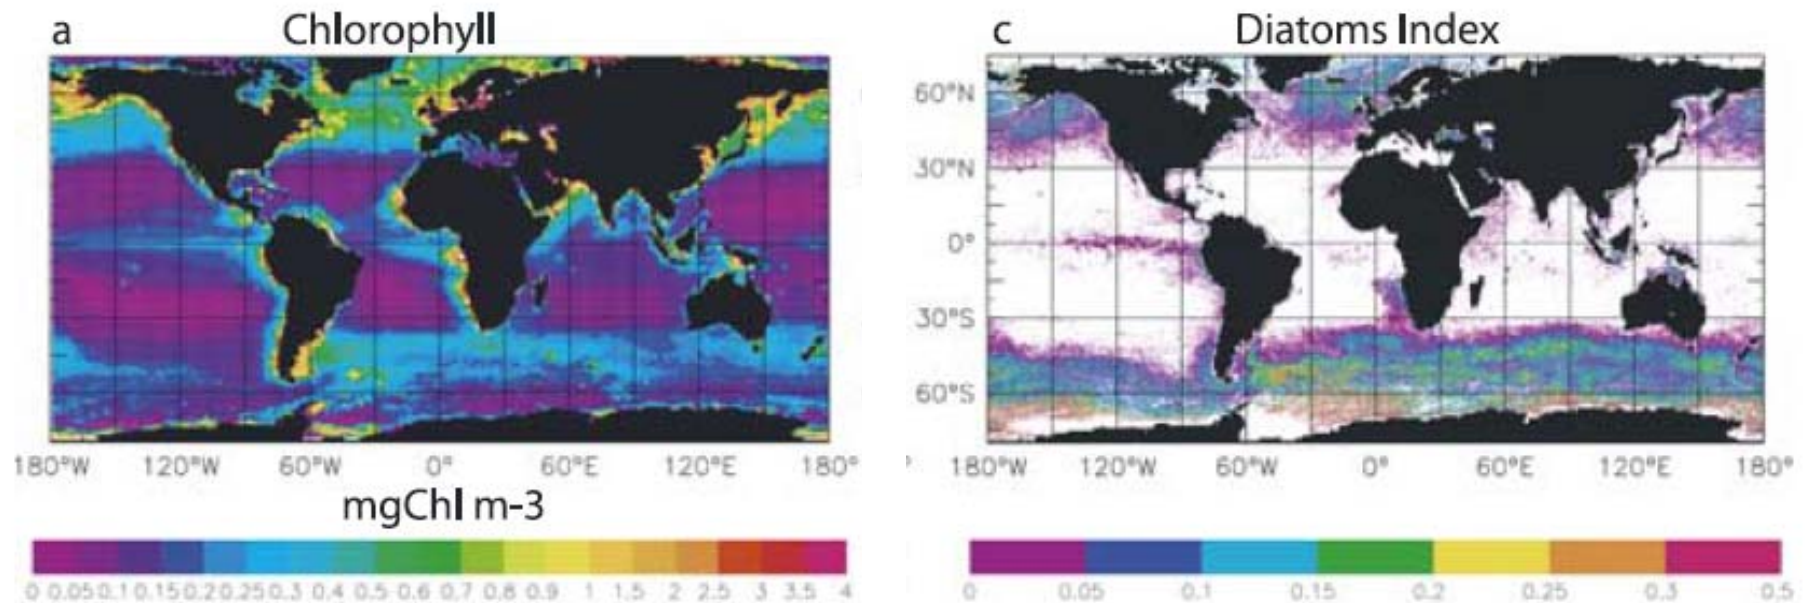 a Chlorophyll
180°W 120°W 60°W 0° 60°E 120°E 180°
mgChl m-3
0 0.05 0.1 0.15 0.2 0.25 0.3 0.4 0.5 0.6 0.7 0.8 0.9 1 1.5 2 2.5 3 3.5 4
c Diatoms Index
60°N
30°N
0°
30°S
60°S
180°W 120°W 60°W 0° 60°E 120°E 180°
0 0.05 0.1 0.15 0.2 0.25 0.3 0.5